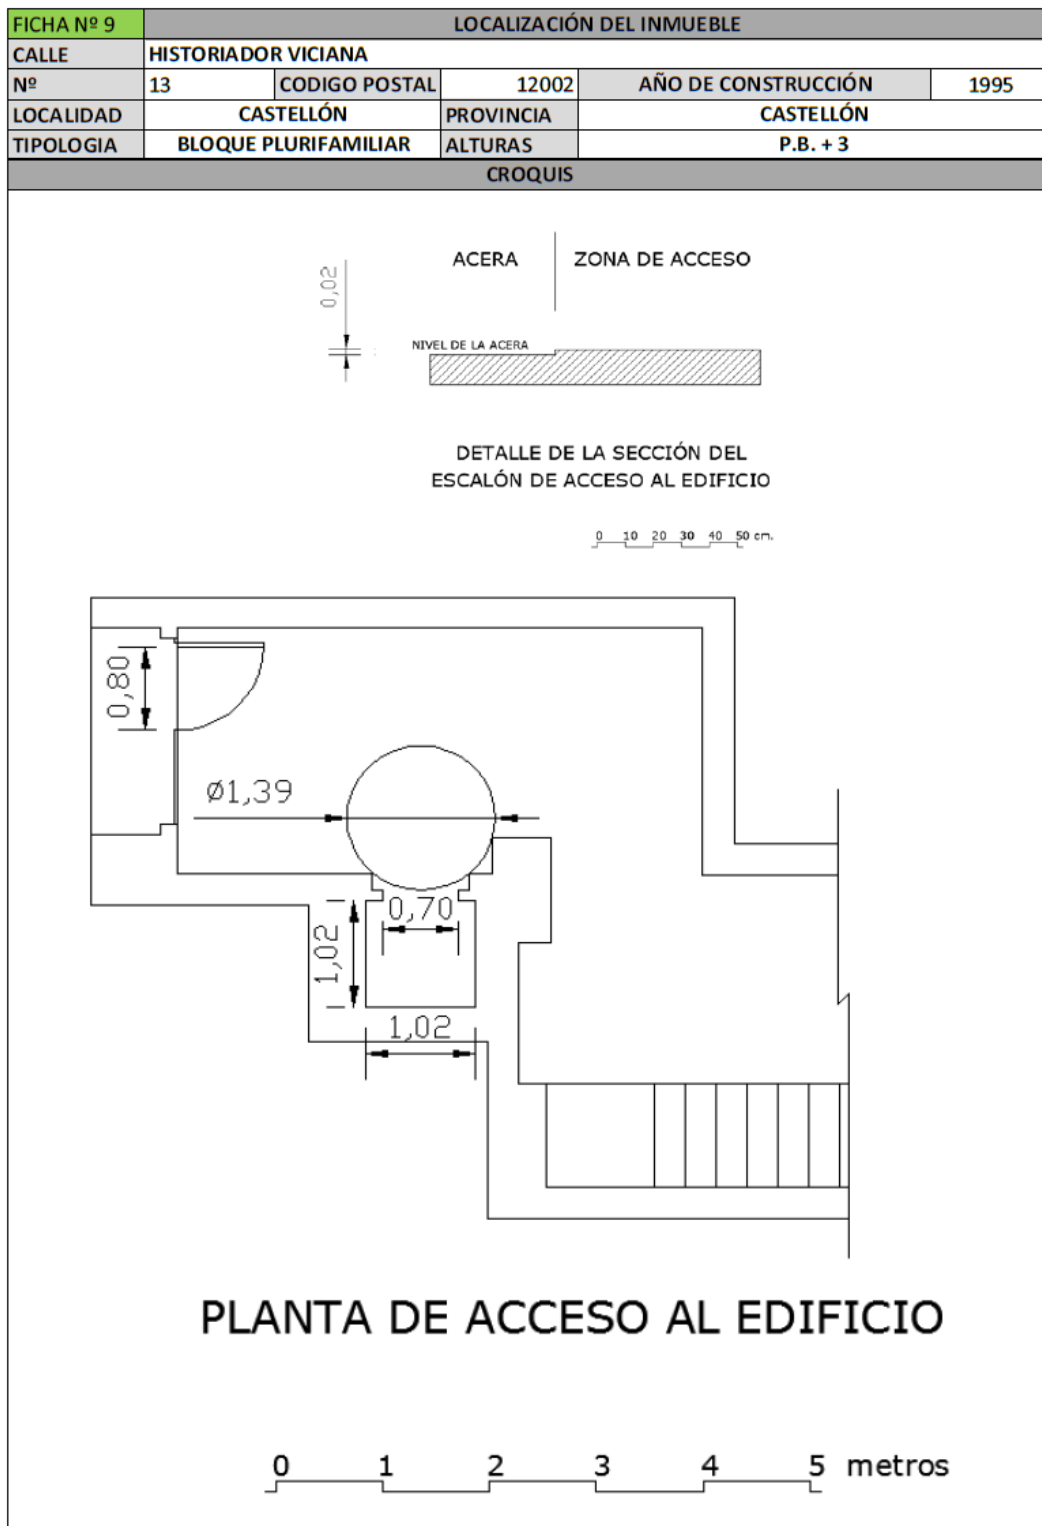 FICHA Nº 9 LOCALIZACIÓN DEL INMUEBLE
CALLE HISTORIADOR VICIANA
Nº 13 CODIGO POSTAL 12002 AÑO DE CONSTRUCCIÓN 1995
LOCALIDAD CASTELLÓN PROVINCIA CASTELLÓN
TIPOLOGIA BLOQUE PLURIFAMILIAR ALTURAS P.B. + 3
CROQUIS
ACERA ZONA DE ACCESO
0,02
NIVEL DE LA ACERA
DETALLE DE LA SECCIÓN DEL
ESCALÓN DE ACCESO AL EDIFICIO
0 10 20 30 40 50 cm.
0,80
Ø1,39
0,70
1,02
1,02
PLANTA DE ACCESO AL EDIFICIO
0 1 2 3 4 5 metros